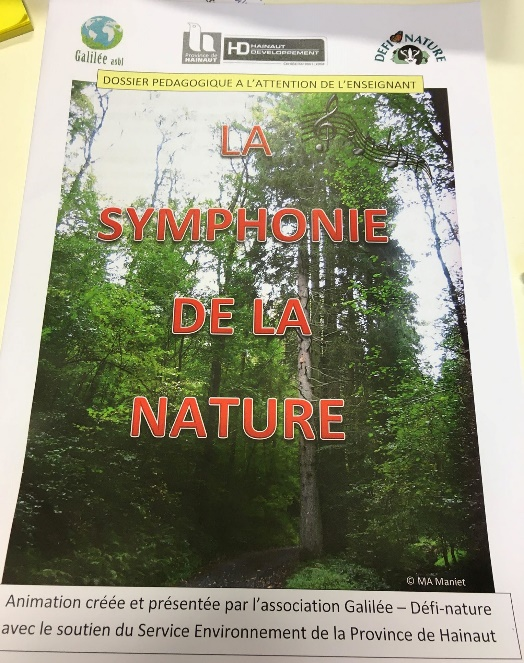 Galilée asbl
Province de
HAINAUT
HD HAINAUT
DEVELOPPEMENT
DEFI NATURE
DOSSIER PEDAGOGIQUE A L'ATTENTION DE L'ENSEIGNANT
LA
SYMPHONIE
DE LA
NATURE
© MA Maniet
Animation créée et présentée par l'association Galilée – Défi-nature
avec le soutien du Service Environnement de la Province de Hainaut